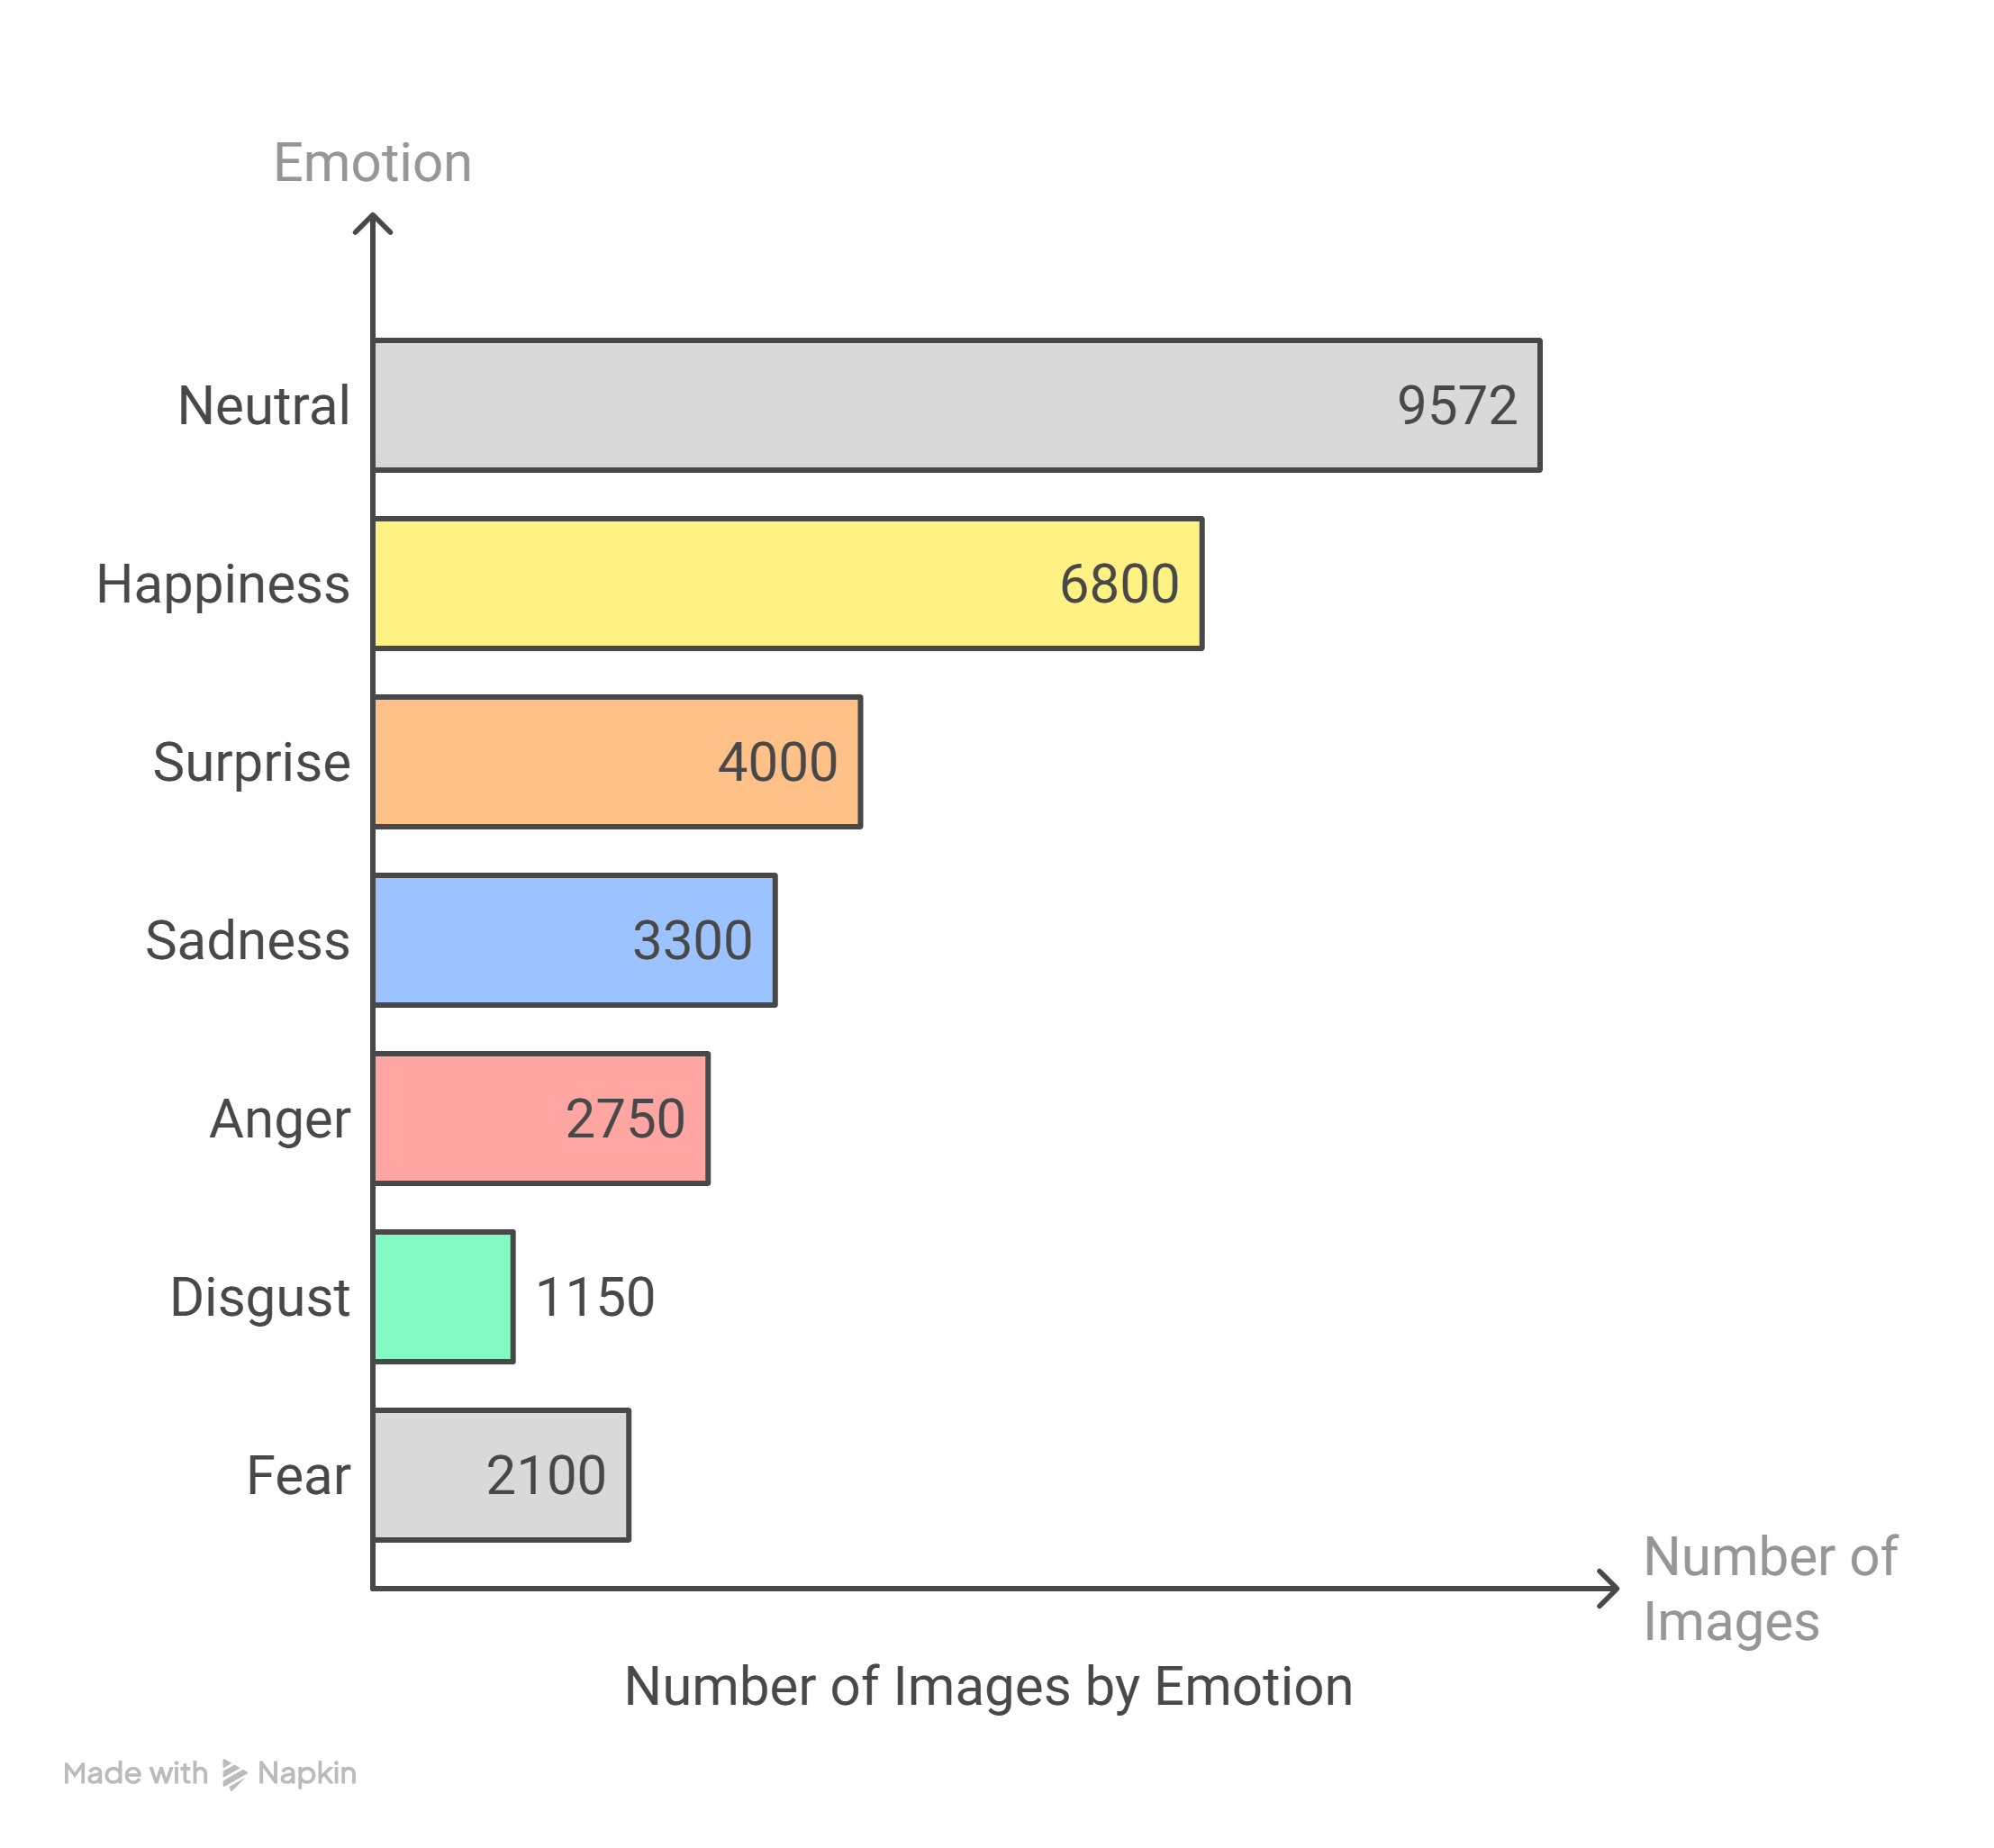 Emotion
Neutral 9572
Happiness 6800
Surprise 4000
Sadness 3300
Anger 2750
Disgust 1150
Fear 2100
Number of
Images
Number of Images by Emotion
Made with Napkin